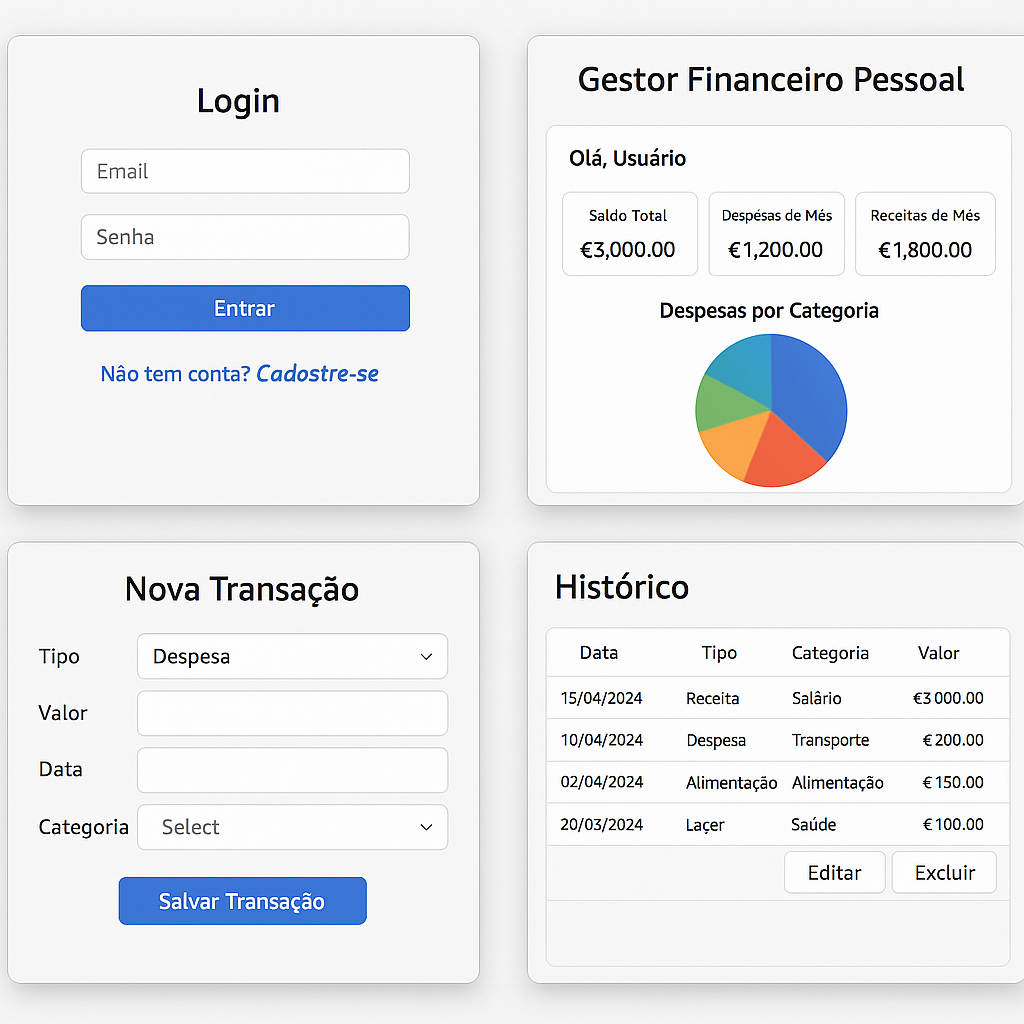 Login
Email
Senha
Entrar
Nâo tem conta? Cadostre-se
Gestor Financeiro Pessoal
Olá, Usuário
Saldo Total
€3,000.00
Despésas de Més
€1,200.00
Receitas de Més
€1,800.00
Despesas por Categoria
Nova Transação
Tipo Despesa
Valor
Data
Categoria Select
Salvar Transação
Histórico
Data Tipo Categoria Valor
15/04/2024 Receita Salârio €3 000.00
10/04/2024 Despesa Transporte €200.00
02/04/2024 Alimentação Alimentação €150.00
20/03/2024 Laçer Saúde €100.00
Editar Excluir